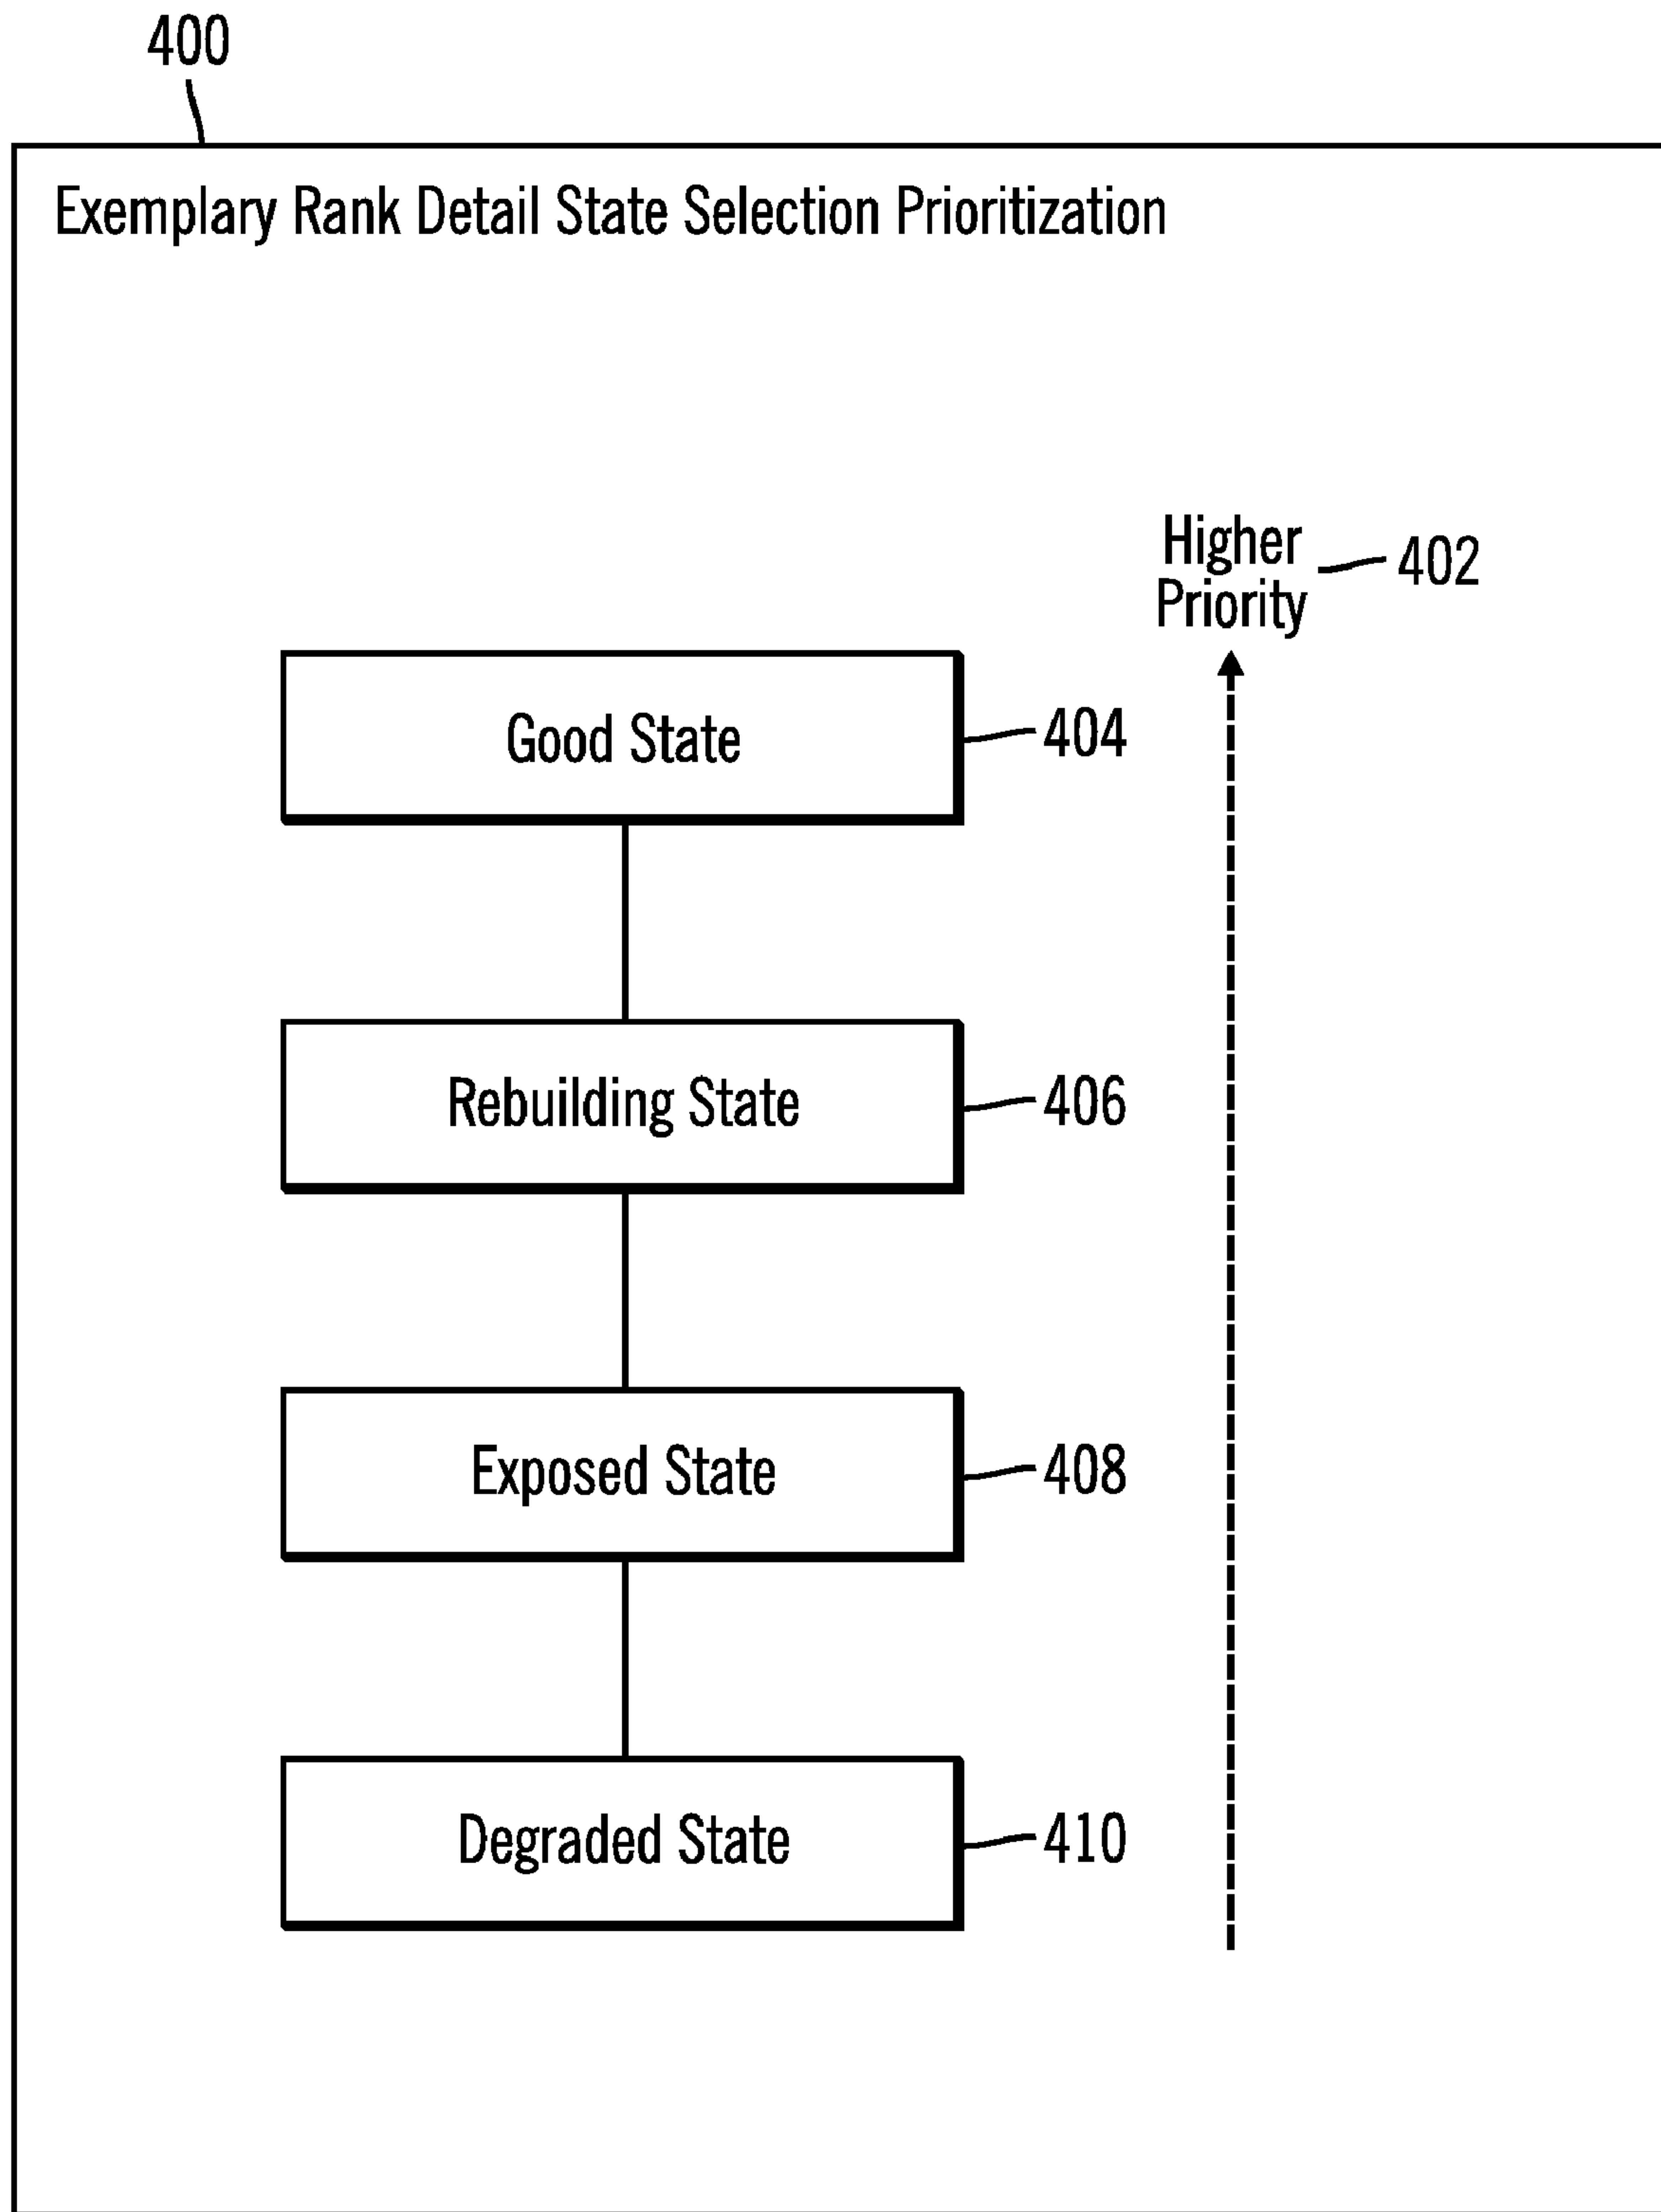 400
Exemplary Rank Detail State Selection Prioritization
Higher
Priority
402
Good State
404
Rebuilding State
406
Exposed State
408
Degraded State
410